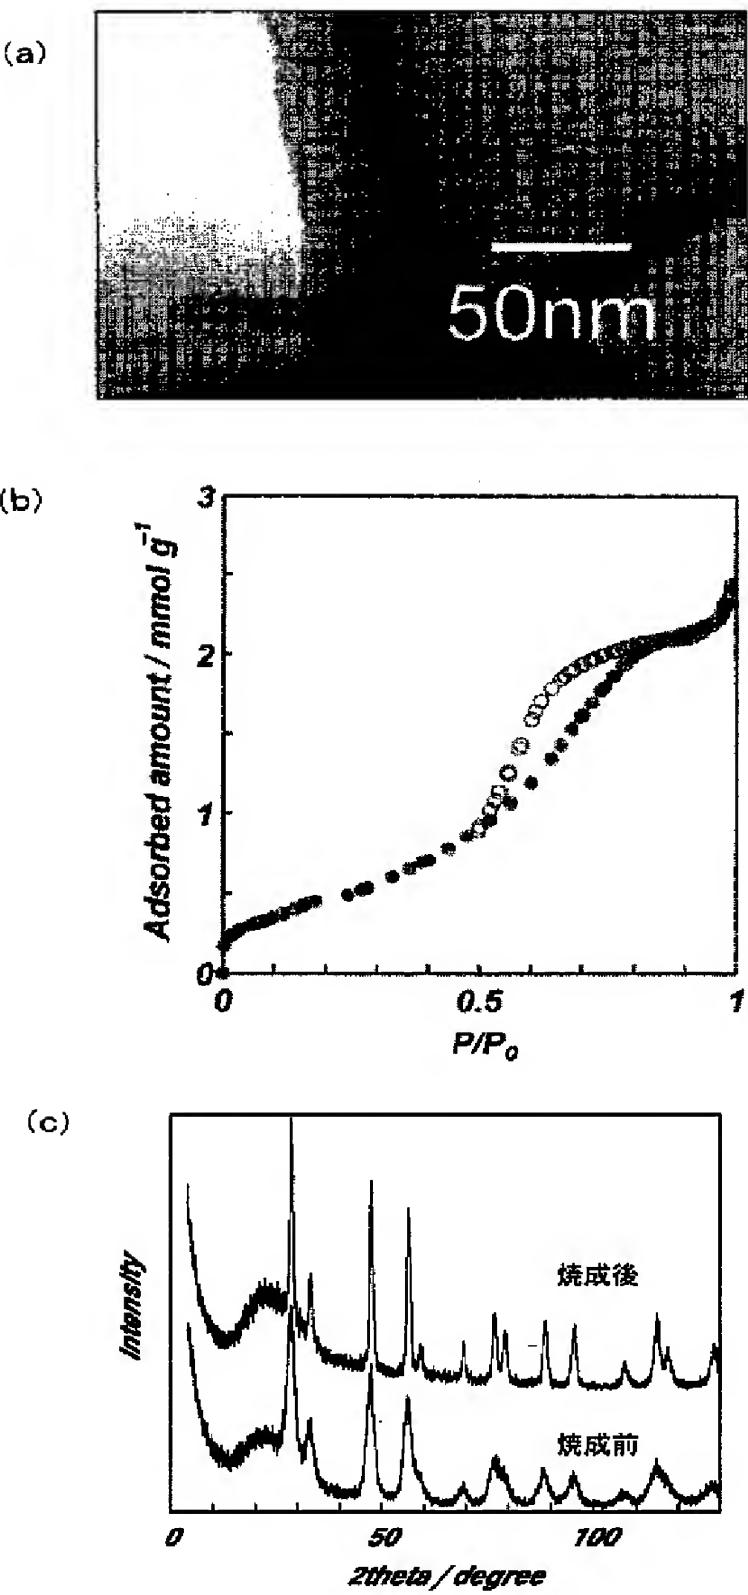 (a)
50nm
(b)
3
2
1
0
Adsorbed amount / mmol g⁻¹
0 0.5 1
P/P₀
(c)
Intensity
焼成後
焼成前
0 50 100
2theta / degree